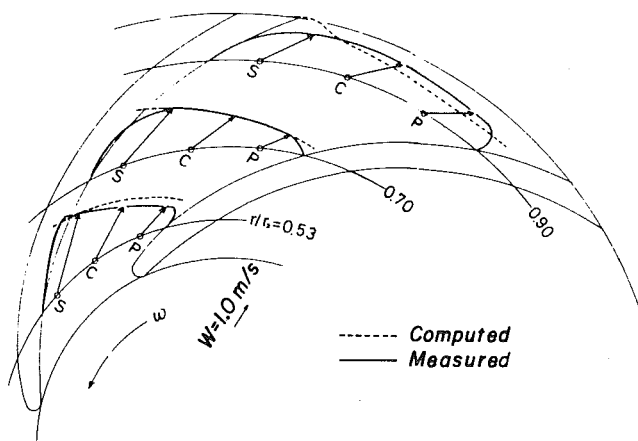 S
C
P
S
C
P
0.70
0.90
S
C
P
r/r₂=0.53
W=1.0 m/s
ω
Computed
Measured